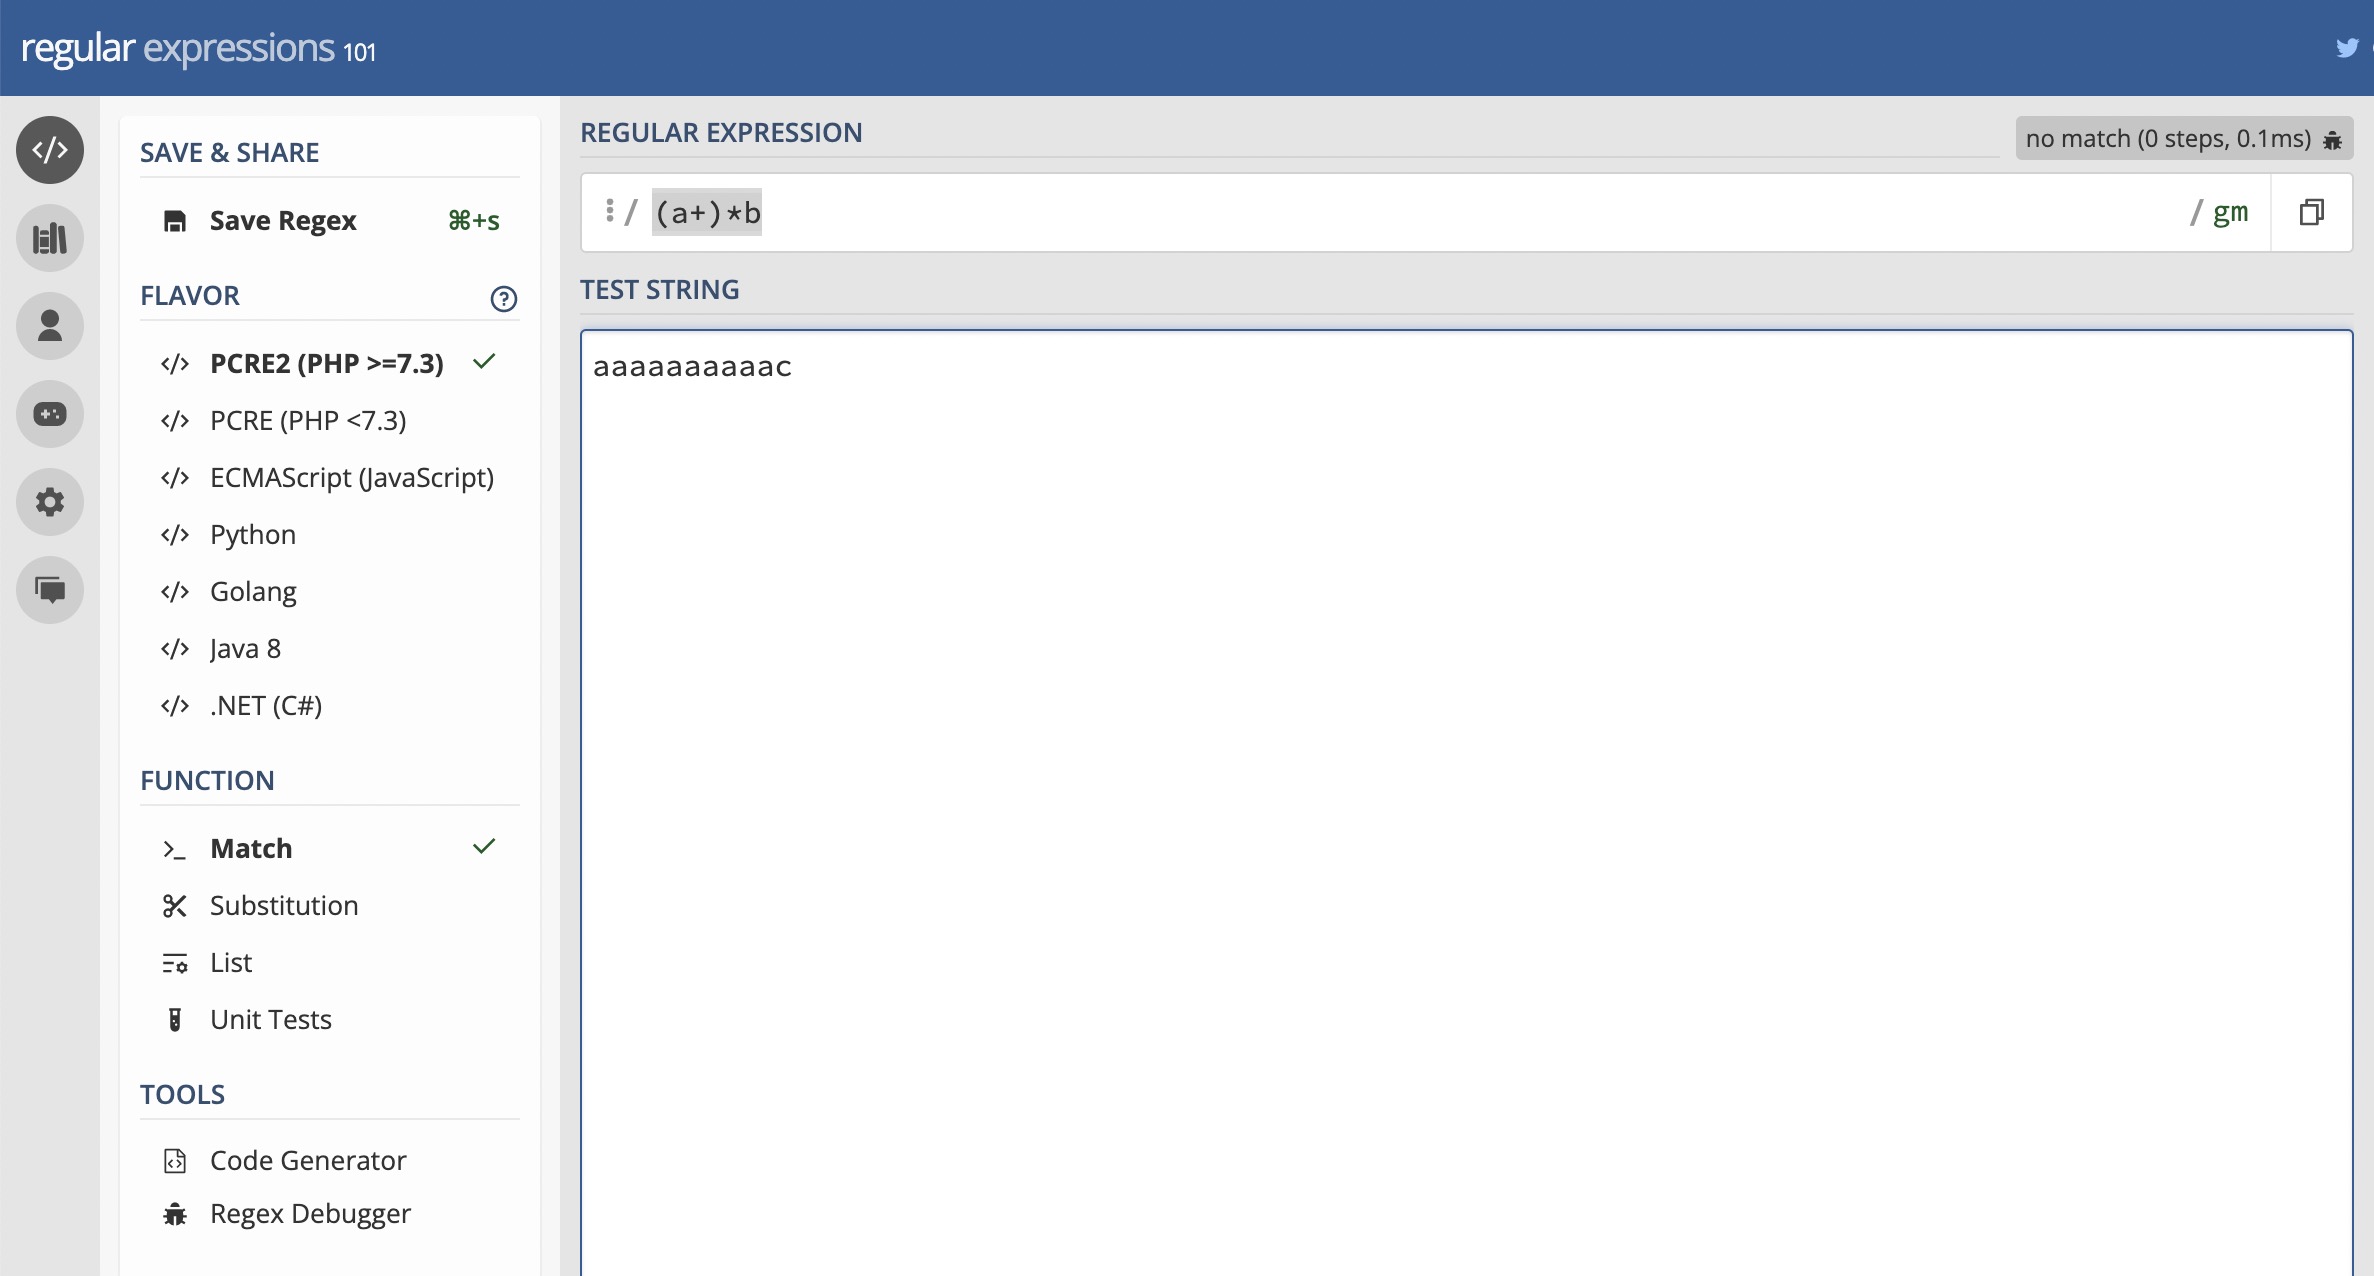 regular expressions 101
SAVE & SHARE
Save Regex ⌘+s
FLAVOR
</> PCRE2 (PHP >=7.3)
</> PCRE (PHP <7.3)
</> ECMAScript (JavaScript)
</> Python
</> Golang
</> Java 8
</> .NET (C#)
FUNCTION
Match
Substitution
List
Unit Tests
TOOLS
Code Generator
Regex Debugger
REGULAR EXPRESSION
no match (0 steps, 0.1ms)
/ (a+)*b / gm
TEST STRING
aaaaaaaaaac